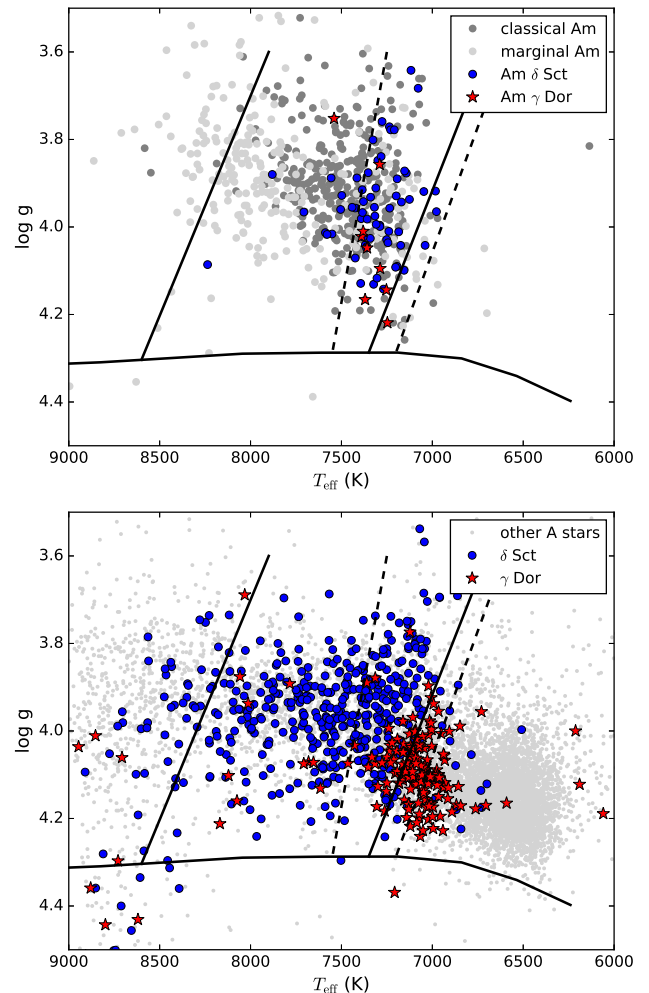 classical Am
marginal Am
Am δ Sct
Am γ Dor
3.6
3.8
4.0
4.2
4.4
log g
9000 8500 8000 7500 7000 6500 6000
T_eff (K)
other A stars
δ Sct
γ Dor
3.6
3.8
4.0
4.2
4.4
log g
9000 8500 8000 7500 7000 6500 6000
T_eff (K)